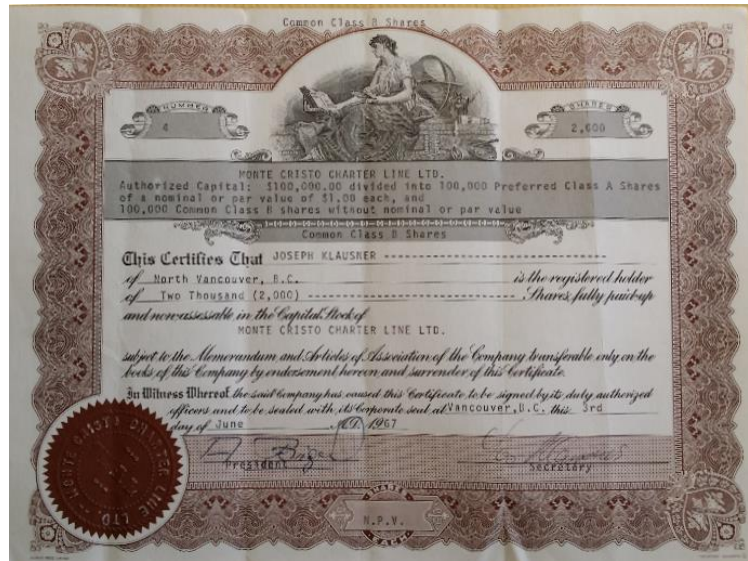 Common Class B Shares
NUMBER
4
SHARES
2,000
MONTE CRISTO CHARTER LINE LTD.
Authorized Capital: $100,000.00 divided into 100,000 Preferred Class A Shares
of a nominal or par value of $1.00 each, and
100,000 Common Class B shares without nominal or par value
Common Class B Shares
This Certifies That JOSEPH KLAUSNER
of North Vancouver, B.C. is the registered holder
of Two Thousand (2,000) Shares, fully paid up
and non-assessable in the Capital Stock of
MONTE CRISTO CHARTER LINE LTD.
subject to the Memorandum and Articles of Association of the Company transferable only on the
books of this Company by endorsement hereon and surrender of this Certificate.
In Witness Whereof, the said Company has caused this Certificate to be signed by its duly authorized
officers and to be sealed with its Corporate seal at Vancouver, B.C. this 3rd
day of June A.D. 1967
President
Secretary
MONTE CRISTO CHARTER LINE LTD.
SHARES
N.P.V.
EACH